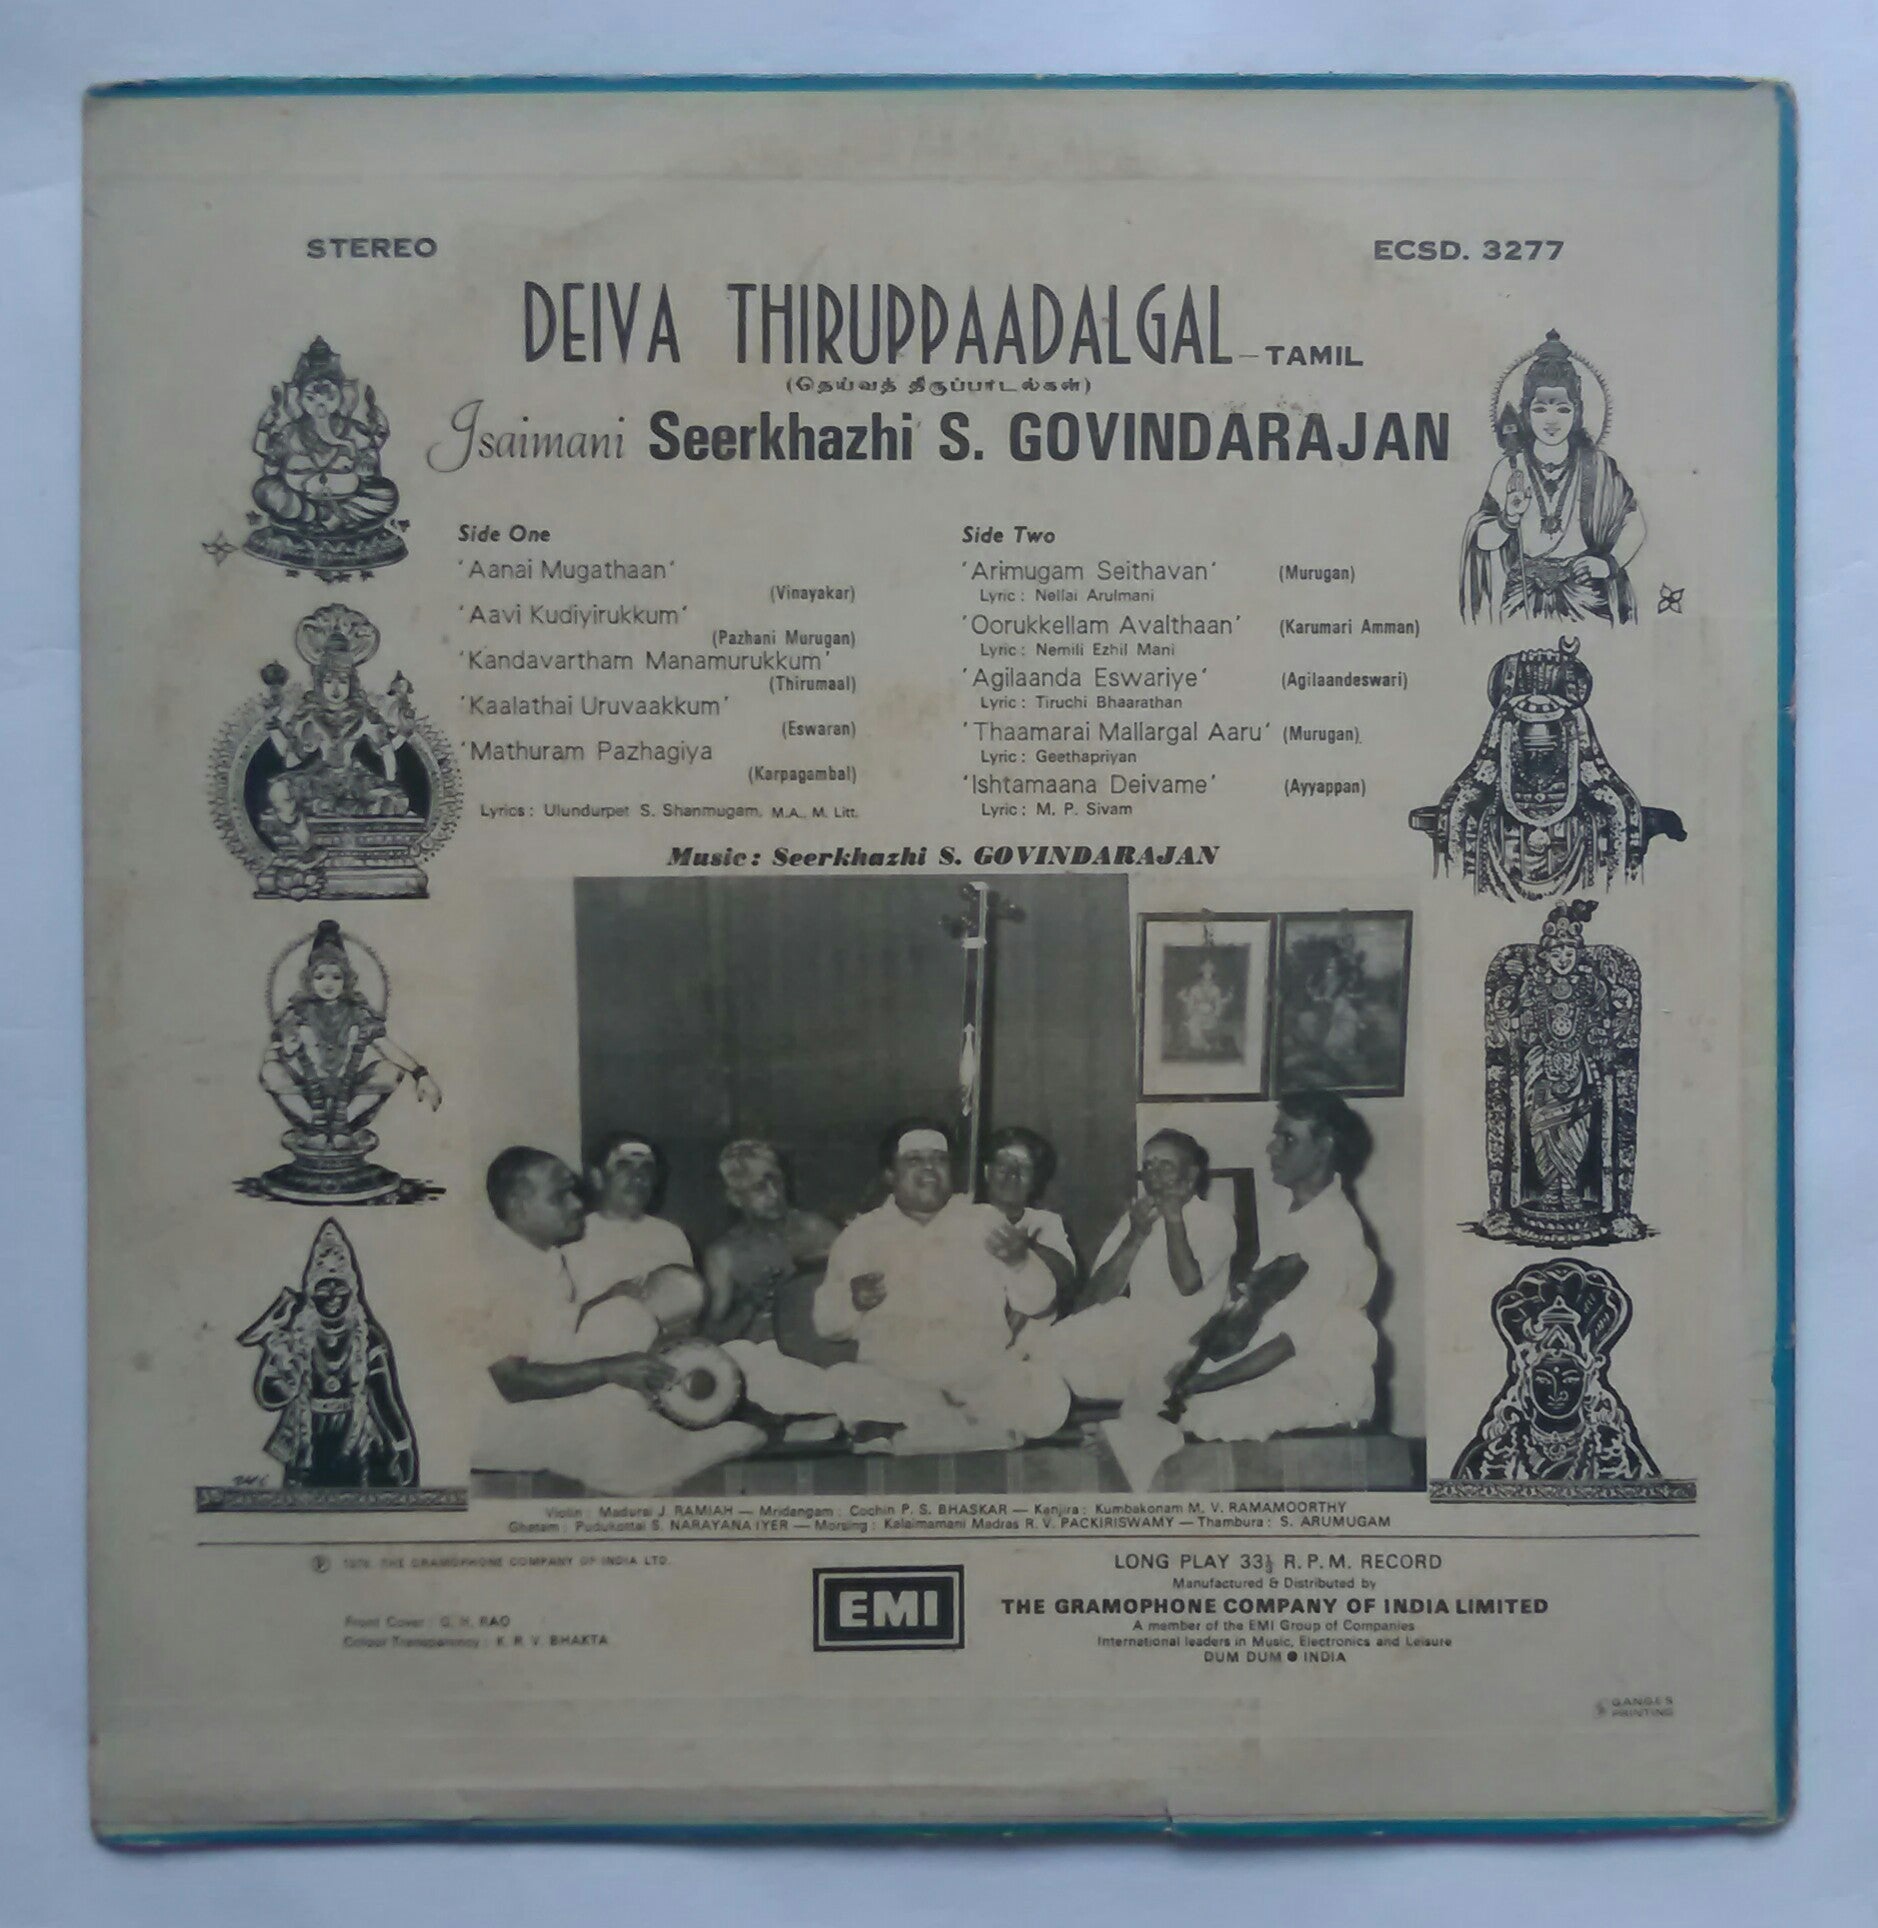 STEREO
ECSD. 3277
DEIVA THIRUPPAADALGAL – TAMIL
(தெய்வத் திருப்பாடல்கள்)
Isaimani Seerkhazhi S. GOVINDARAJAN
Side One
'Aanai Mugathaan'
(Vinayakar)
'Aavi Kudiyirukkum'
(Pazhani Murugan)
'Kandavartham Manamurukkum'
(Thirumaal)
'Kaalathai Uruvaakkum'
(Eswaran)
'Mathuram Pazhagiya
(Karpagambal)
Lyrics : Ulundurpet S. Shanmugam, M.A., M. Litt.
Side Two
'Arimugam Seithavan' (Murugan)
Lyric : Nellai Arulmani
'Oorukkellam Avalthaan' (Karumari Amman)
Lyric : Nemili Ezhil Mani
'Agilaanda Eswariye' (Agilaandeswari)
Lyric : Tiruchi Bhaarathan
'Thaamarai Mallargal Aaru' (Murugan)
Lyric : Geethapriyan
'Ishtamaana Deivame' (Ayyappan)
Lyric : M. P. Sivam
Music : Seerkhazhi S. GOVINDARAJAN
Violin : Madurai J. RAMIAH — Mridangam : Cochin P. S. BHASKAR — Kanjira : Kumbakonam M. V. RAMAMOORTHY
Ghatam : Pudukottai S. NARAYANA IYER — Morsing : Kalaimamani Madras R. V. PACKIRISWAMY — Thambura : S. ARUMUGAM
Ⓟ THE GRAMOPHONE COMPANY OF INDIA LTD.
Front Cover : G. H. RAO
Colour Transparency : K. R. V. BHAKTA
EMI
LONG PLAY 33⅓ R.P.M. RECORD
Manufactured & Distributed by
THE GRAMOPHONE COMPANY OF INDIA LIMITED
A member of the EMI Group of Companies
International leaders in Music, Electronics and Leisure
DUM DUM ● INDIA
GANGES
PRINTING